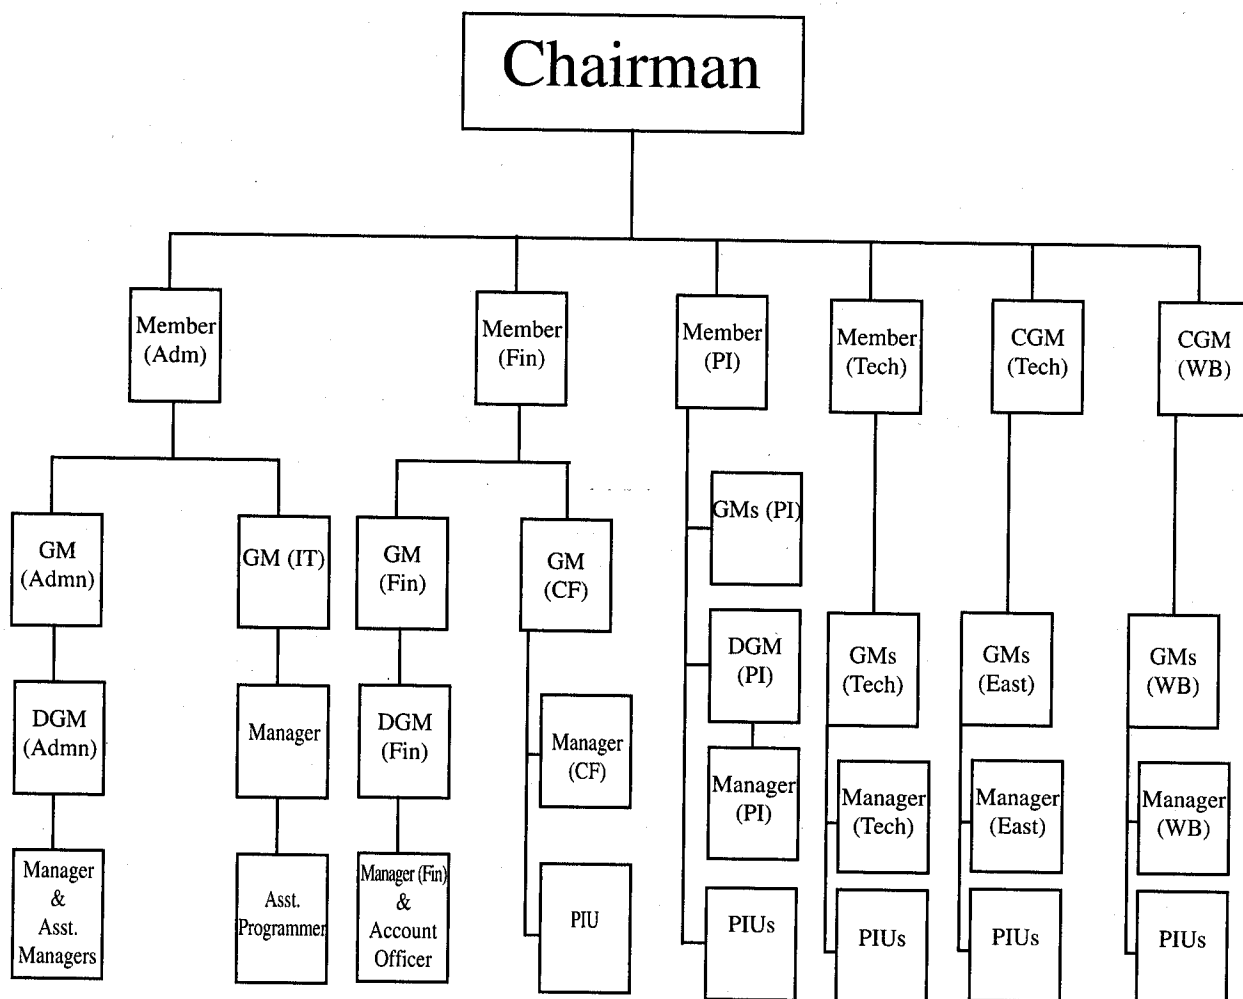 Chairman
Member
(Adm)
Member
(Fin)
Member
(PI)
Member
(Tech)
CGM
(Tech)
CGM
(WB)
GM
(Admn)
GM (IT)
GM
(Fin)
GM
(CF)
GMs (PI)
DGM
(PI)
GMs
(Tech)
GMs
(East)
GMs
(WB)
DGM
(Admn)
Manager
DGM
(Fin)
Manager
(CF)
Manager
(PI)
Manager
(Tech)
Manager
(East)
Manager
(WB)
Manager
&
Asst.
Managers
Asst.
Programmer
Manager (Fin)
&
Account
Officer
PIU
PIUs
PIUs
PIUs
PIUs